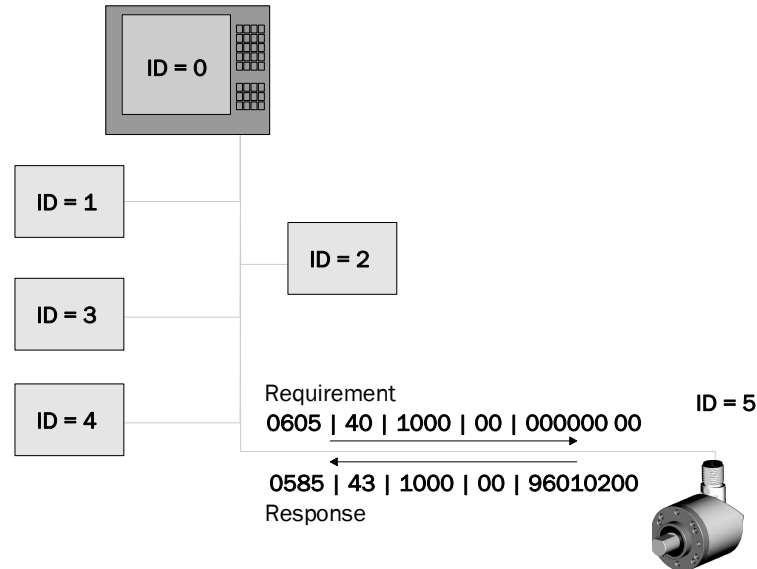 ID = 0
ID = 1
ID = 2
ID = 3
ID = 4
Requirement
ID = 5
0605 | 40 | 1000 | 00 | 000000 00
0585 | 43 | 1000 | 00 | 96010200
Response